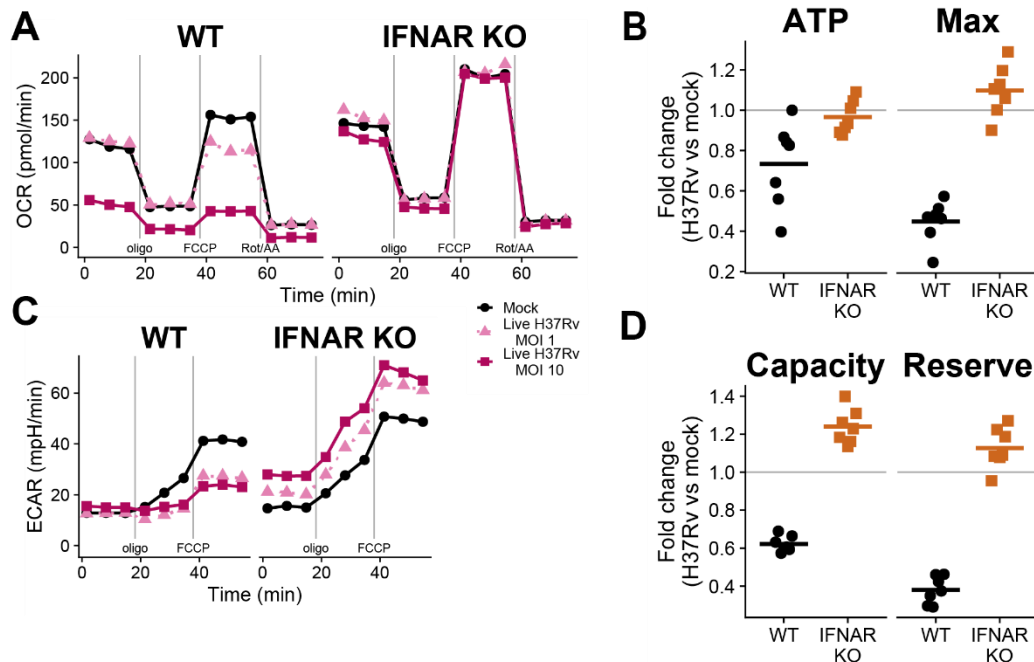 A
WT
IFNAR KO
OCR (pmol/min)
200
150
100
50
0
oligo
FCCP
Rot/AA
oligo
FCCP
Rot/AA
0
20
40
60
0
20
40
60
Time (min)
B
ATP
Max
Fold change
(H37Rv vs mock)
1.2
1.0
0.8
0.6
0.4
0.2
WT
IFNAR
KO
WT
IFNAR
KO
C
WT
IFNAR KO
Mock
Live H37Rv
MOI 1
Live H37Rv
MOI 10
ECAR (mpH/min)
60
40
20
0
oligo
FCCP
oligo
FCCP
0
20
40
0
20
40
Time (min)
Time (min)
D
Capacity
Reserve
Fold change
(H37Rv vs mock)
1.4
1.2
1.0
0.8
0.6
0.4
WT
IFNAR
KO
WT
IFNAR
KO